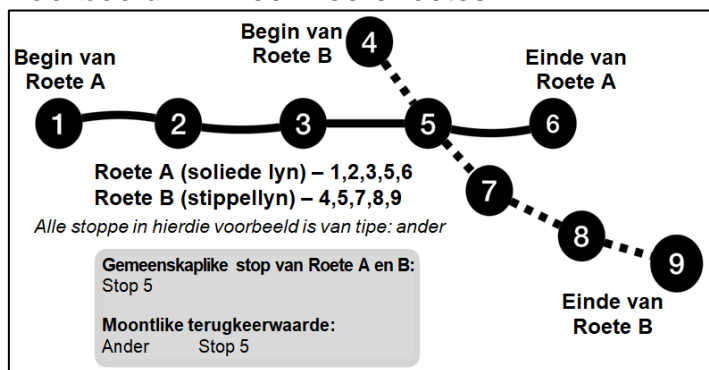 Begin van
Roete A
Begin van
Roete B
Einde van
Roete A
4
1
2
3
5
6
7
8
9
Roete A (soliede lyn) – 1,2,3,5,6
Roete B (stippellyn) – 4,5,7,8,9
Alle stoppe in hierdie voorbeeld is van tipe: ander
Gemeenskaplike stop van Roete A en B:
Stop 5
Moontlike terugkeerwaarde:
Ander Stop 5
Einde van
Roete B